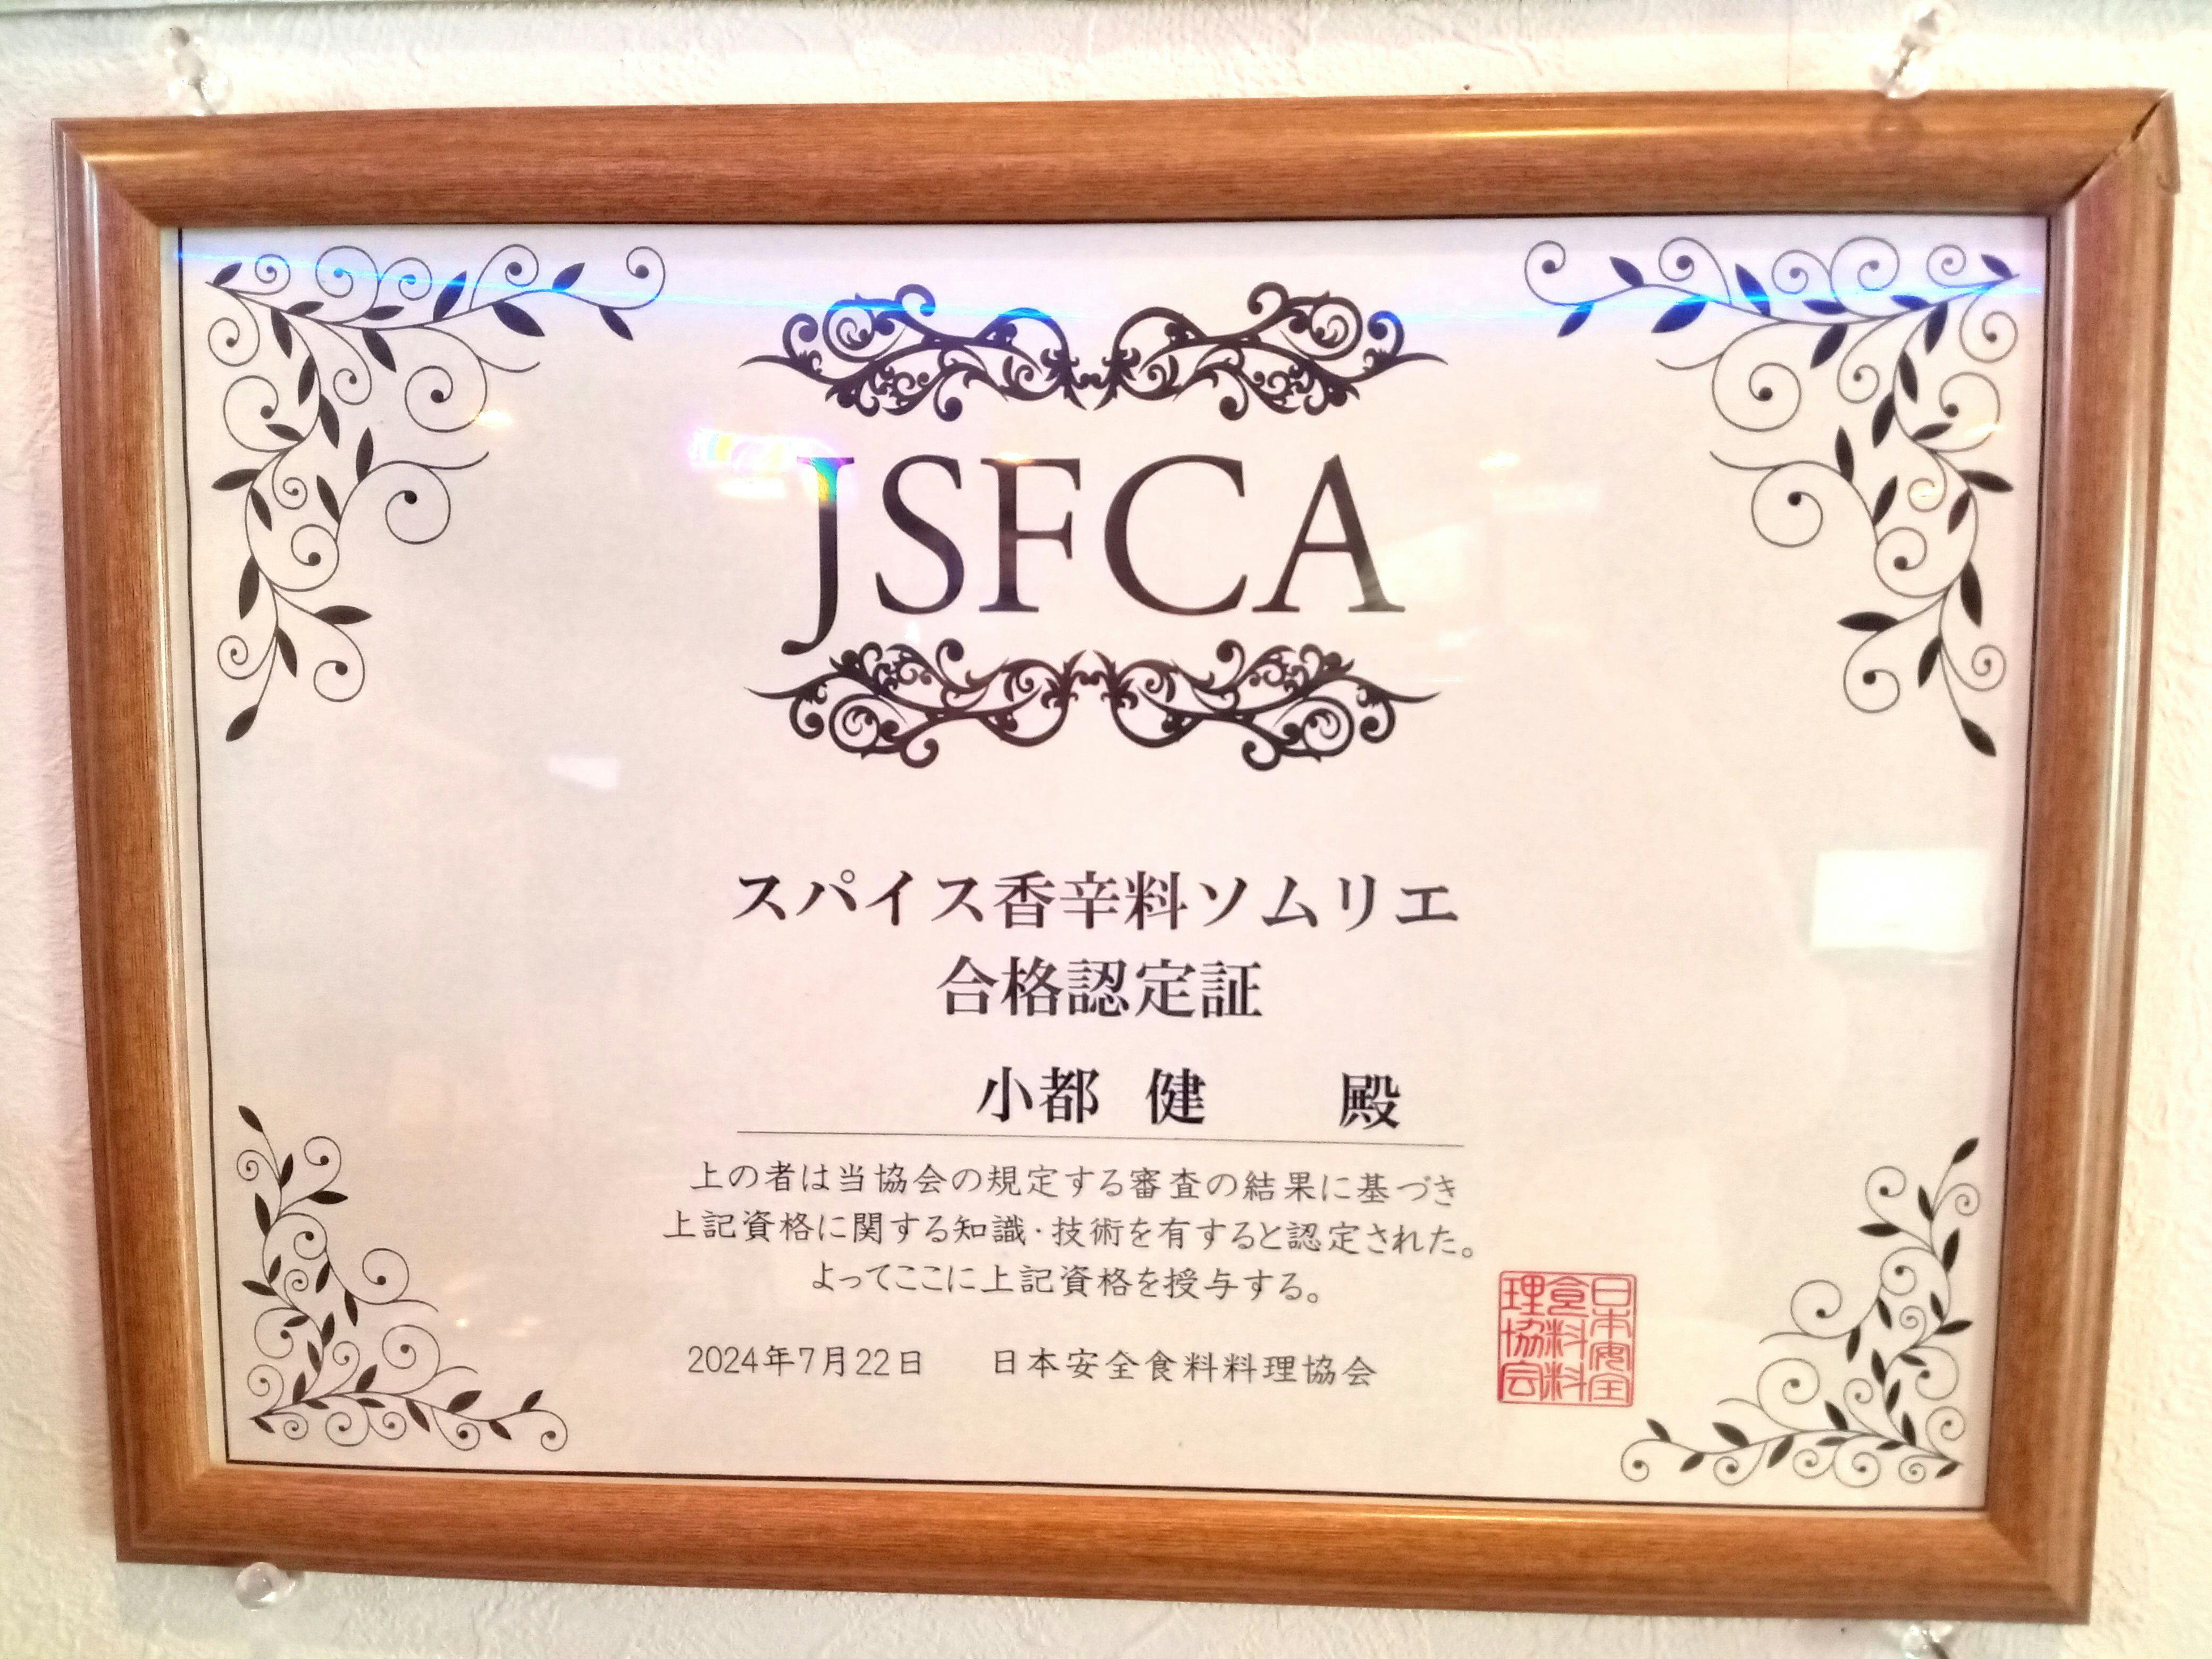 JSFCA
スパイス香辛料ソムリエ
合格認定証
小都 健 殿
上の者は当協会の規定する審査の結果に基づき
上記資格に関する知識・技術を有すると認定された。
よってここに上記資格を授与する。
2024年7月22日 日本安全食料料理協会
日本安全
食料料
理協会